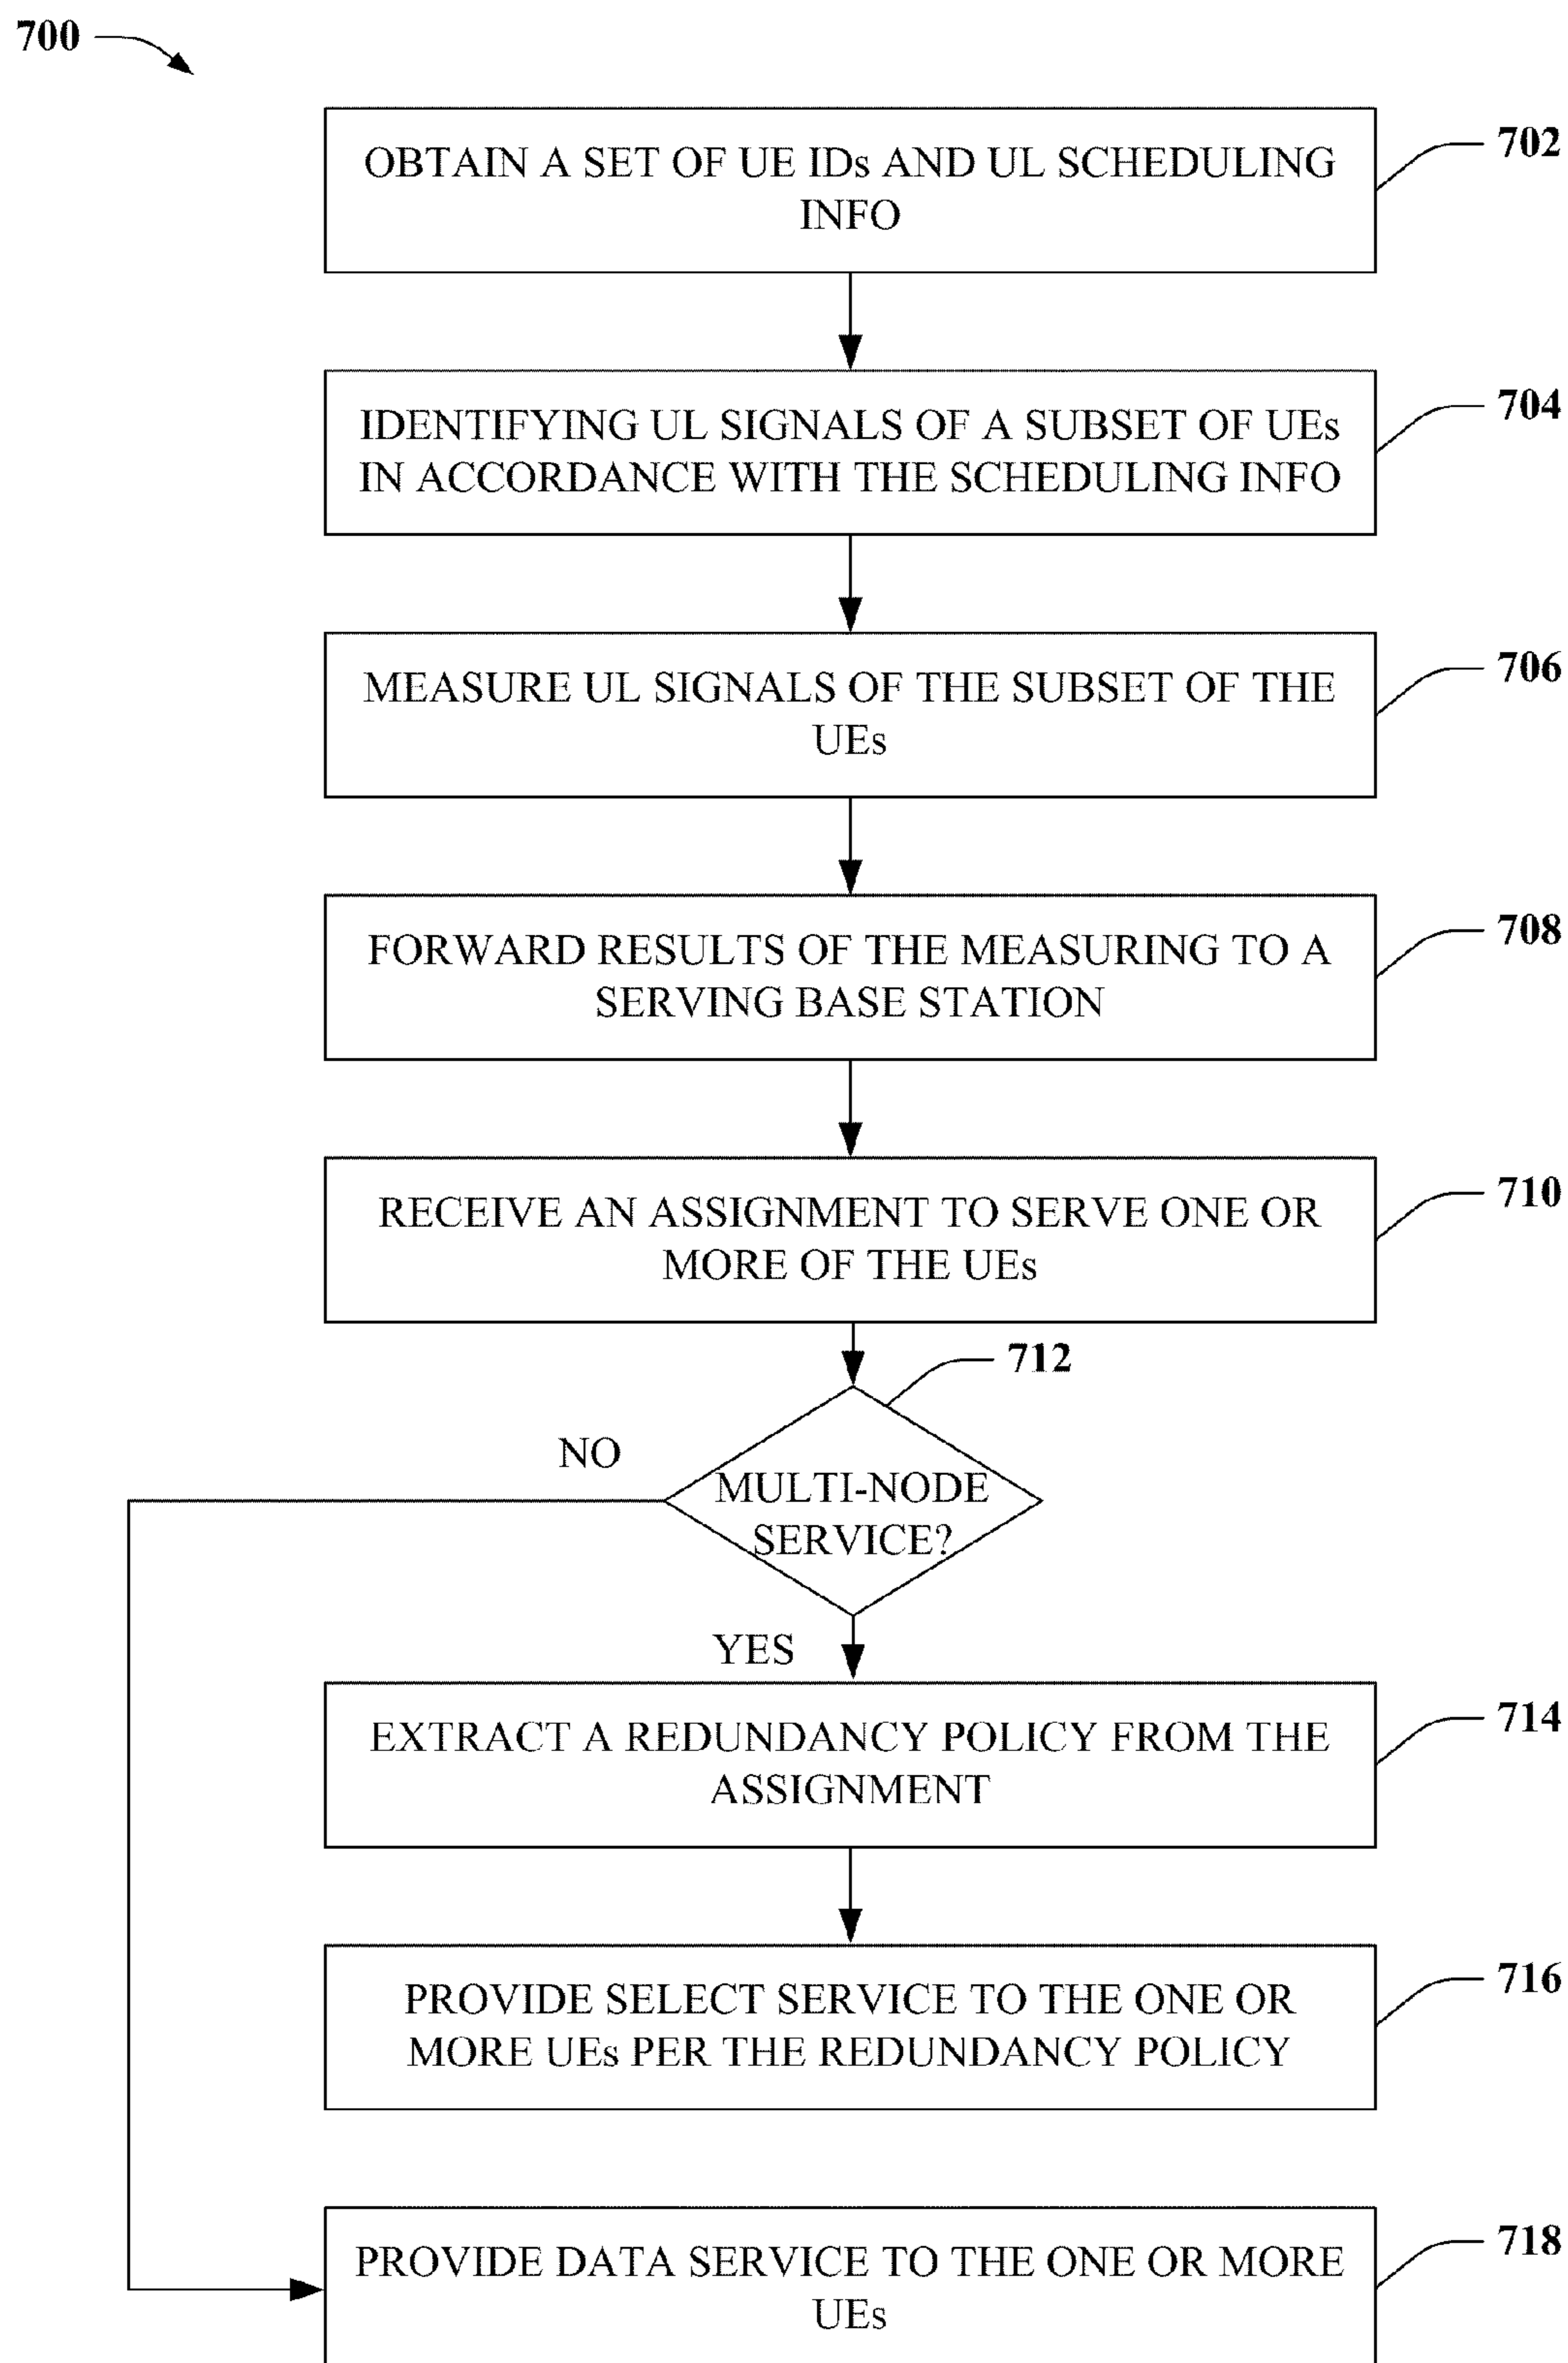 700
OBTAIN A SET OF UE IDs AND UL SCHEDULING
INFO
702
IDENTIFYING UL SIGNALS OF A SUBSET OF UEs
IN ACCORDANCE WITH THE SCHEDULING INFO
704
MEASURE UL SIGNALS OF THE SUBSET OF THE
UEs
706
FORWARD RESULTS OF THE MEASURING TO A
SERVING BASE STATION
708
RECEIVE AN ASSIGNMENT TO SERVE ONE OR
MORE OF THE UEs
710
712
NO
MULTI-NODE
SERVICE?
YES
EXTRACT A REDUNDANCY POLICY FROM THE
ASSIGNMENT
714
PROVIDE SELECT SERVICE TO THE ONE OR
MORE UEs PER THE REDUNDANCY POLICY
716
PROVIDE DATA SERVICE TO THE ONE OR MORE
UEs
718